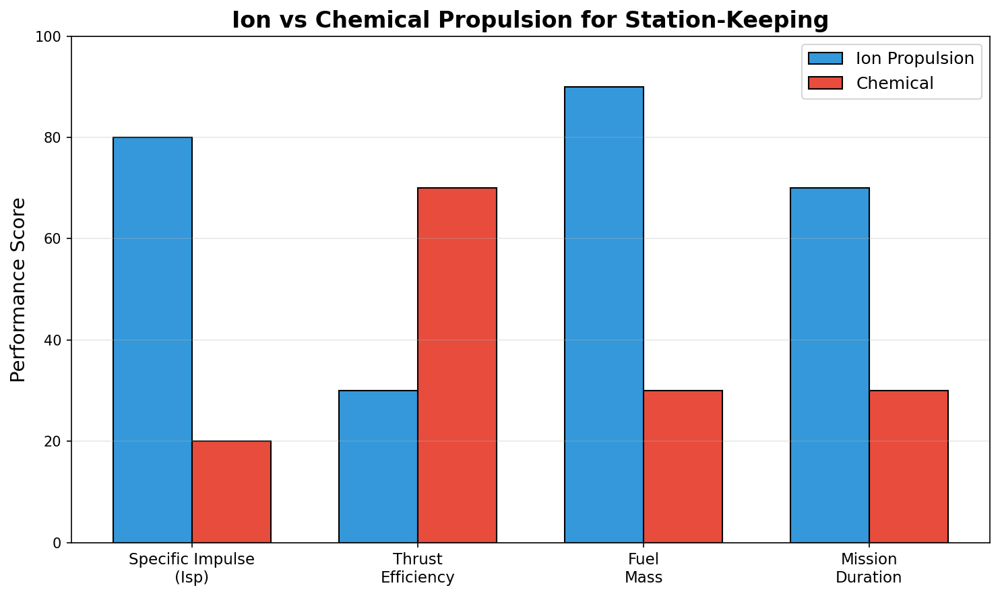 Ion vs Chemical Propulsion for Station-Keeping
Ion Propulsion
Chemical
Performance Score
100
80
60
40
20
0
Specific Impulse
(Isp)
Thrust
Efficiency
Fuel
Mass
Mission
Duration